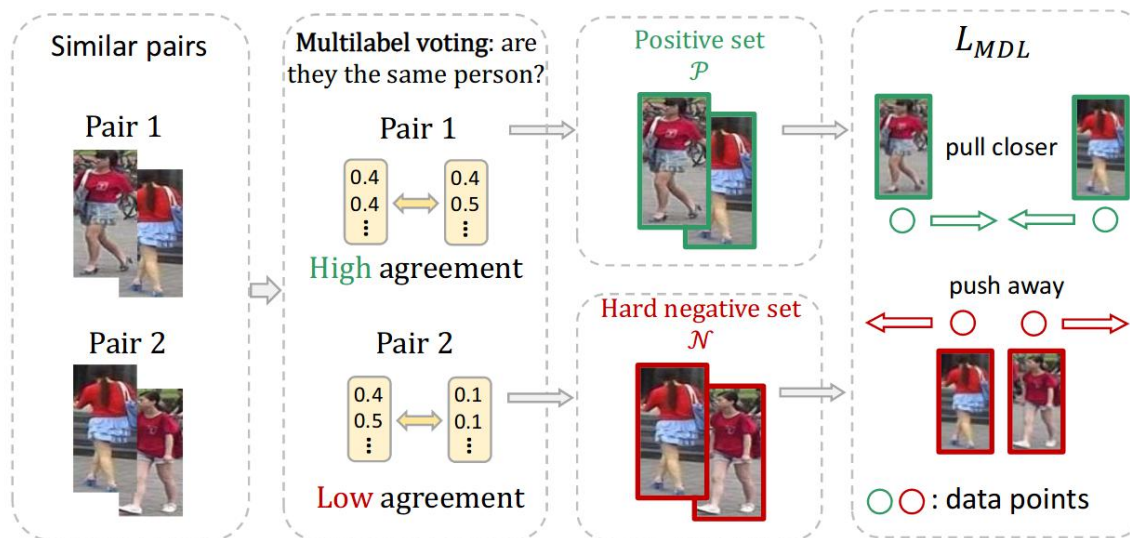 Similar pairs
Pair 1
Pair 2
Multilabel voting: are
they the same person?
Pair 1
0.4
0.4
⋮
0.4
0.5
⋮
High agreement
Pair 2
0.4
0.5
⋮
0.1
0.1
⋮
Low agreement
Positive set
𝒫
Hard negative set
𝒩
L_{MDL}
pull closer
push away
: data points